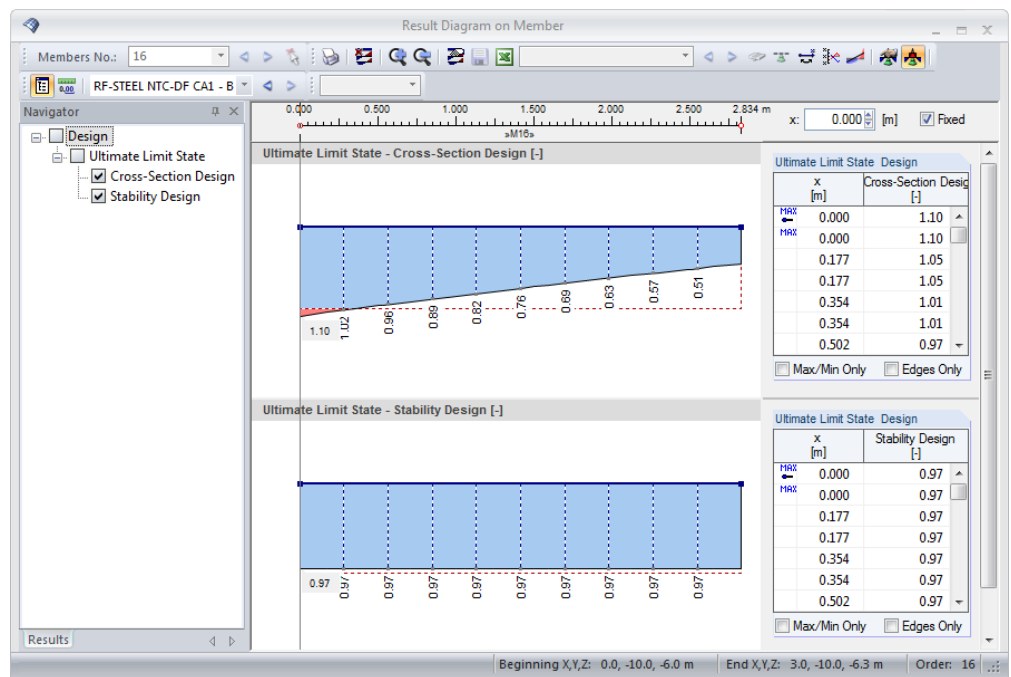 Result Diagram on Member
Members No.: 16
0,00 RF-STEEL NTC-DF CA1 - B
Navigator
Design
Ultimate Limit State
Cross-Section Design
Stability Design
Results
0.000 0.500 1.000 1.500 2.000 2.500 2.834 m
»M16»
x: 0.000 [m] Fixed
Ultimate Limit State - Cross-Section Design [-]
1.10 1.02 0.96 0.89 0.82 0.76 0.69 0.63 0.57 0.51
Ultimate Limit State Design
x Cross-Section Desig
[m] [-]
MAX 0.000 1.10
MAX 0.000 1.10
0.177 1.05
0.177 1.05
0.354 1.01
0.354 1.01
0.502 0.97
Max/Min Only Edges Only
Ultimate Limit State - Stability Design [-]
0.97 0.97 0.97 0.97 0.97 0.97 0.97 0.97 0.97 0.97
Ultimate Limit State Design
x Stability Design
[m] [-]
MAX 0.000 0.97
MAX 0.000 0.97
0.177 0.97
0.177 0.97
0.354 0.97
0.354 0.97
0.502 0.97
Max/Min Only Edges Only
Beginning X,Y,Z: 0.0, -10.0, -6.0 m End X,Y,Z: 3.0, -10.0, -6.3 m Order: 16